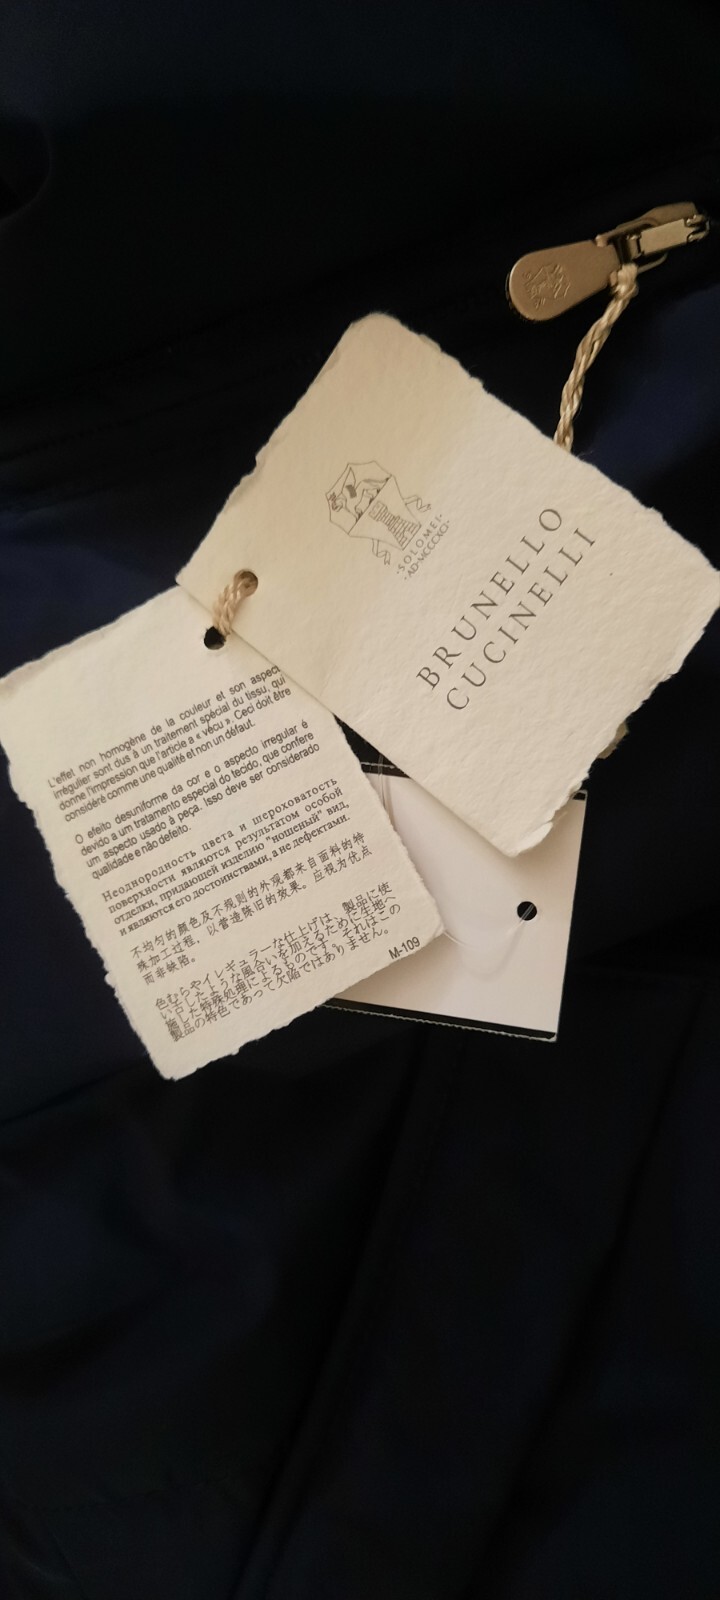 ·SOLOMEI·
·AD·MCCCXCI·
BRUNELLO
CUCINELLI
L'effet non homogène de la couleur et son aspect
irrégulier sont dus à un traitement spécial du tissu, qui
donne l'impression que l'article a « vécu ». Ceci doit être
considéré comme une qualité et non un défaut.
O efeito desuniforme da cor e o aspecto irregular é
devido a um tratamento especial do tecido, que confere
um aspecto usado à peça. Isso deve ser considerado
qualidade e não defeito.
Неоднородность цвета и шероховатость
поверхности являются результатом особой
отделки, придающей изделию "ношеный" вид,
и являются его достоинствами, а не дефектами.
不均匀的颜色及不规则的外观都来自面料的特
殊加工过程，以营造陈旧的效果。应视为优点
而非缺陷。
色むらやイレギュラーな仕上げは、製品に使
い古したような風合いを加えるために生地へ
施した特殊処理によるものです。それはこの
製品の特色であって欠陥ではありません。
M-109